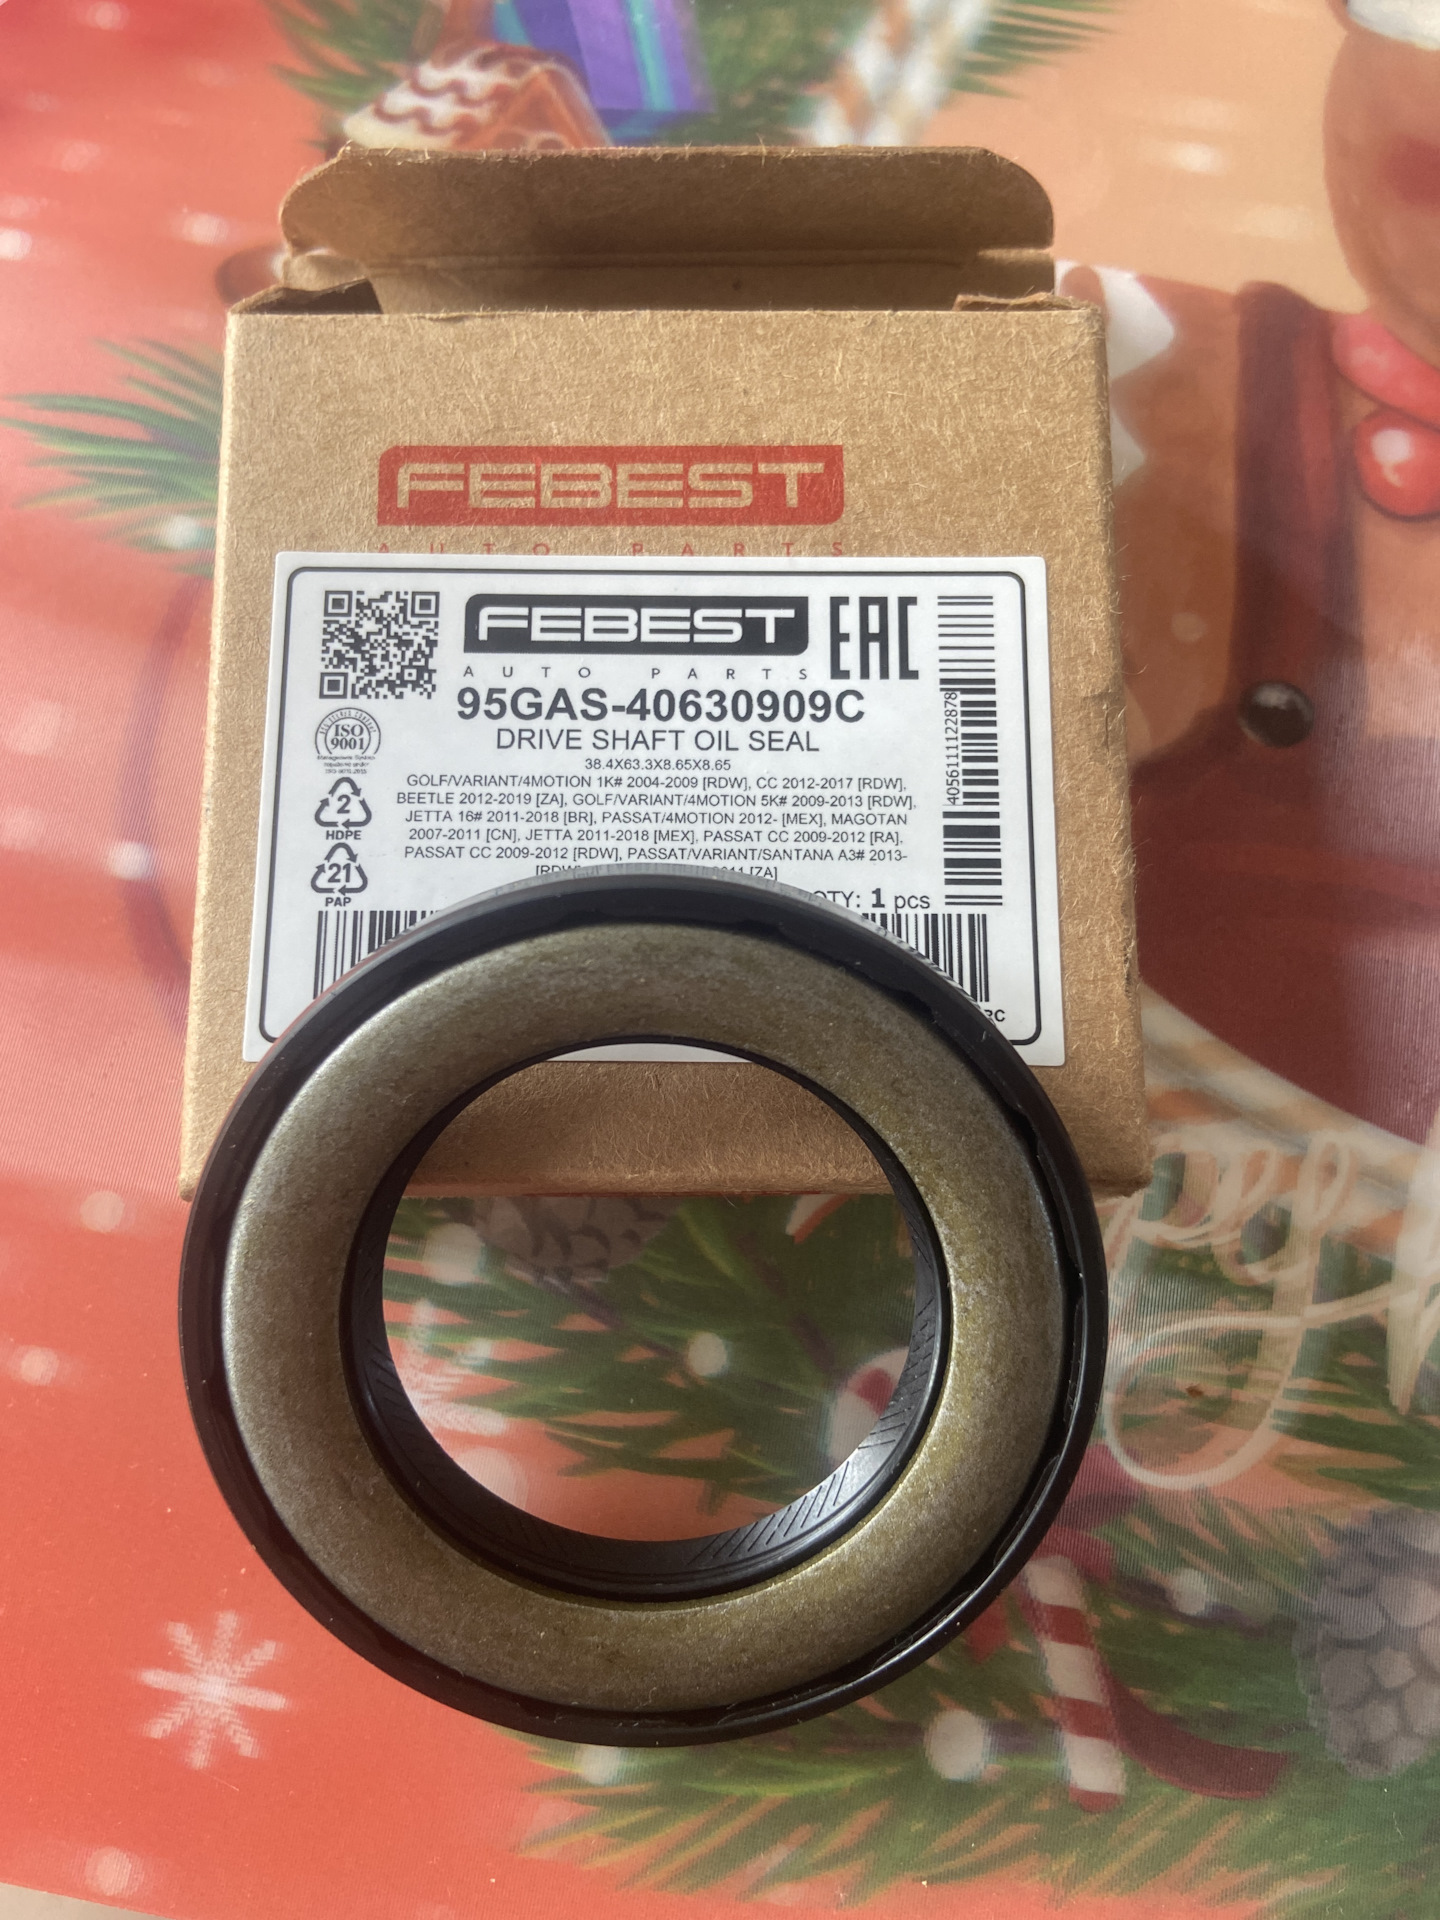 FEBEST
AUTO PARTS
FEBEST
AUTO PARTS
EAC
95GAS-40630909C
DRIVE SHAFT OIL SEAL
38.4X63.3X8.65X8.65
GOLF/VARIANT/4MOTION 1K# 2004-2009 [RDW], CC 2012-2017 [RDW],
BEETLE 2012-2019 [ZA], GOLF/VARIANT/4MOTION 5K# 2009-2013 [RDW],
JETTA 16# 2011-2018 [BR], PASSAT/4MOTION 2012- [MEX], MAGOTAN
2007-2011 [CN], JETTA 2011-2018 [MEX], PASSAT CC 2009-2012 [RA],
PASSAT CC 2009-2012 [RDW], PASSAT/VARIANT/SANTANA A3# 2013-
[RDW] [ZA]
QTY: 1 pcs
ISO
9001
2
HDPE
21
PAP
4056111122878